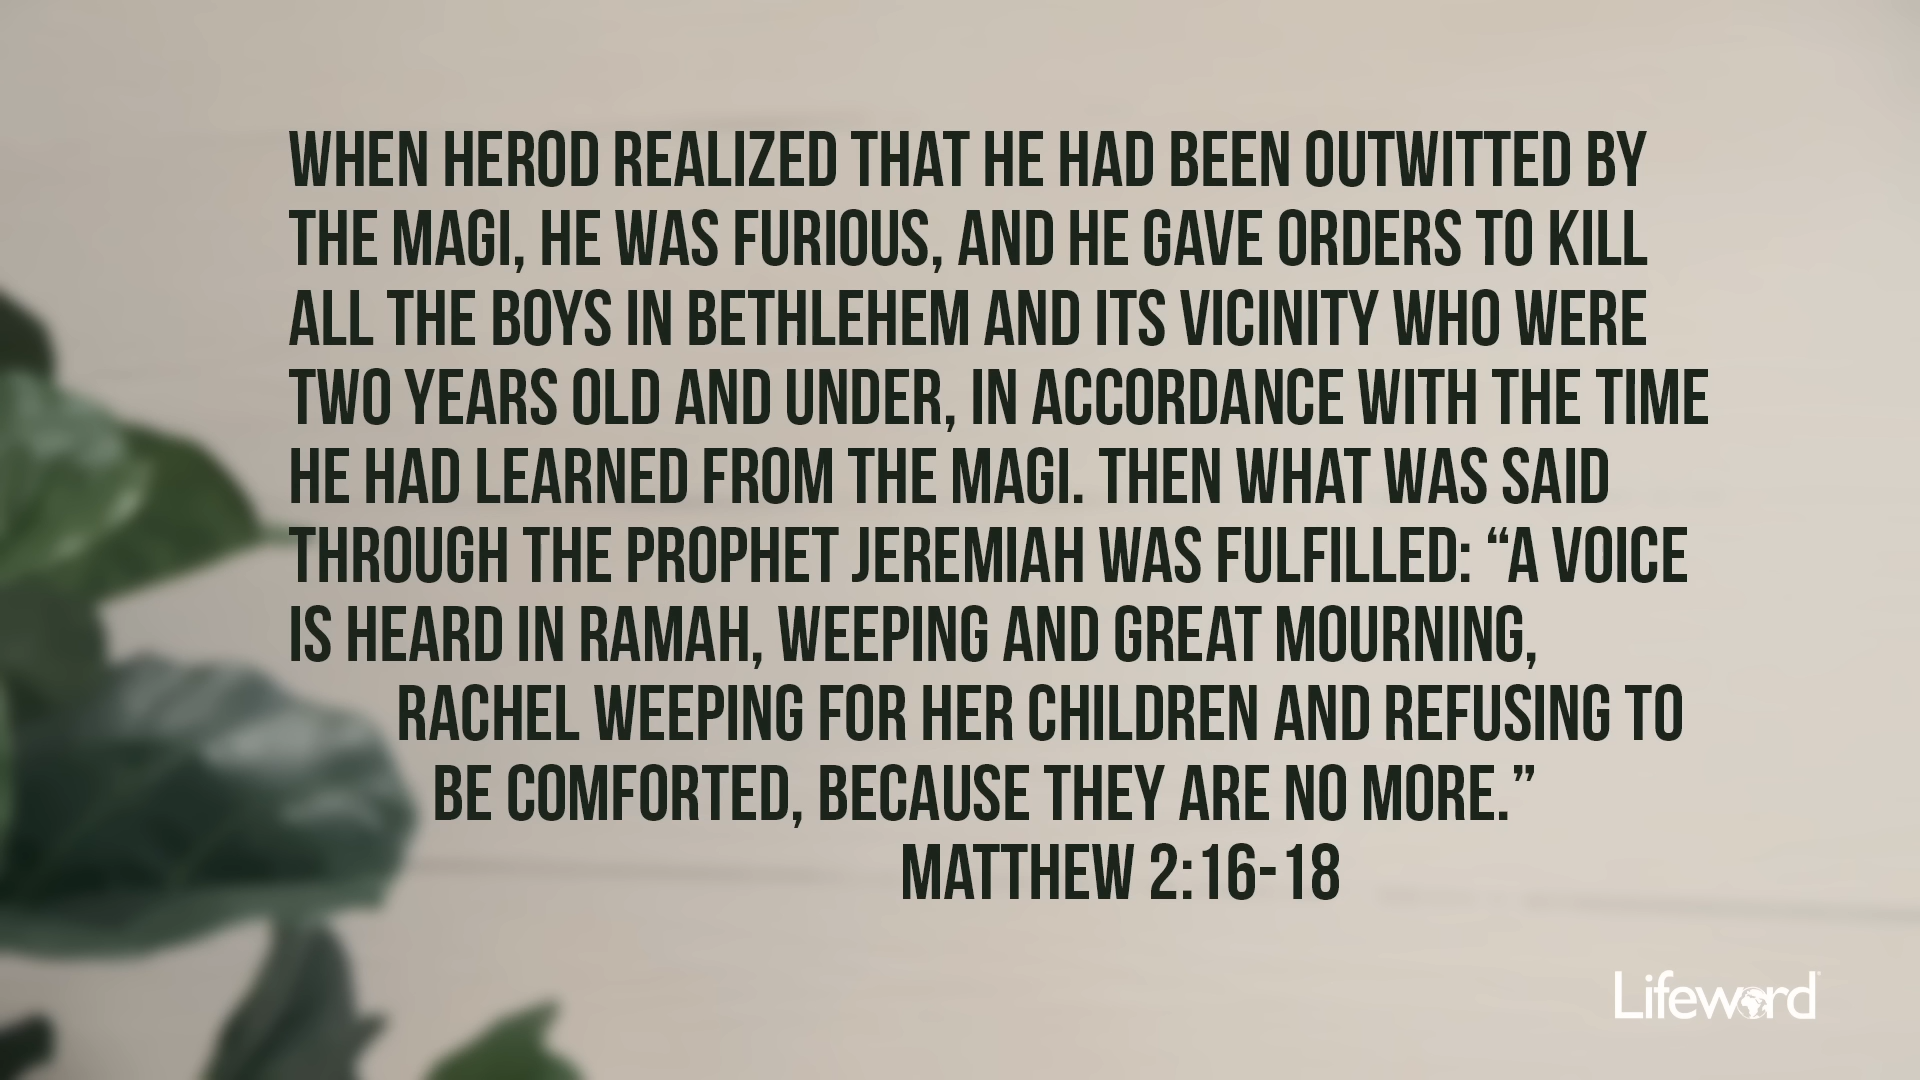 WHEN HEROD REALIZED THAT HE HAD BEEN OUTWITTED BY
THE MAGI, HE WAS FURIOUS, AND HE GAVE ORDERS TO KILL
ALL THE BOYS IN BETHLEHEM AND ITS VICINITY WHO WERE
TWO YEARS OLD AND UNDER, IN ACCORDANCE WITH THE TIME
HE HAD LEARNED FROM THE MAGI. THEN WHAT WAS SAID
THROUGH THE PROPHET JEREMIAH WAS FULFILLED: “A VOICE
IS HEARD IN RAMAH, WEEPING AND GREAT MOURNING,
RACHEL WEEPING FOR HER CHILDREN AND REFUSING TO
BE COMFORTED, BECAUSE THEY ARE NO MORE.”
MATTHEW 2:16-18
Lifeword